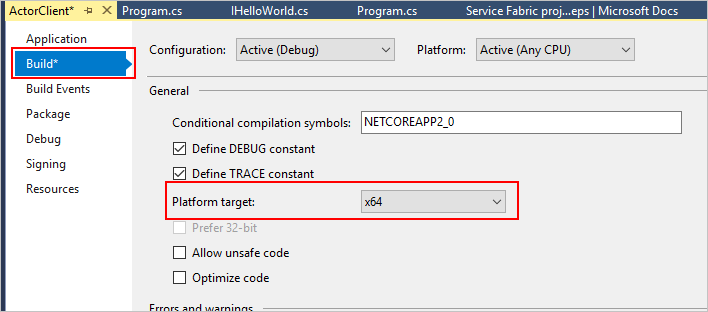 ActorClient* Program.cs IHelloWorld.cs Program.cs Service Fabric proj...eps | Microsoft Docs
Application
Build*
Build Events
Package
Debug
Signing
Resources
Configuration: Active (Debug) Platform: Active (Any CPU)
General
Conditional compilation symbols: NETCOREAPP2_0
Define DEBUG constant
Define TRACE constant
Platform target: x64
Prefer 32-bit
Allow unsafe code
Optimize code
Errors and warnings